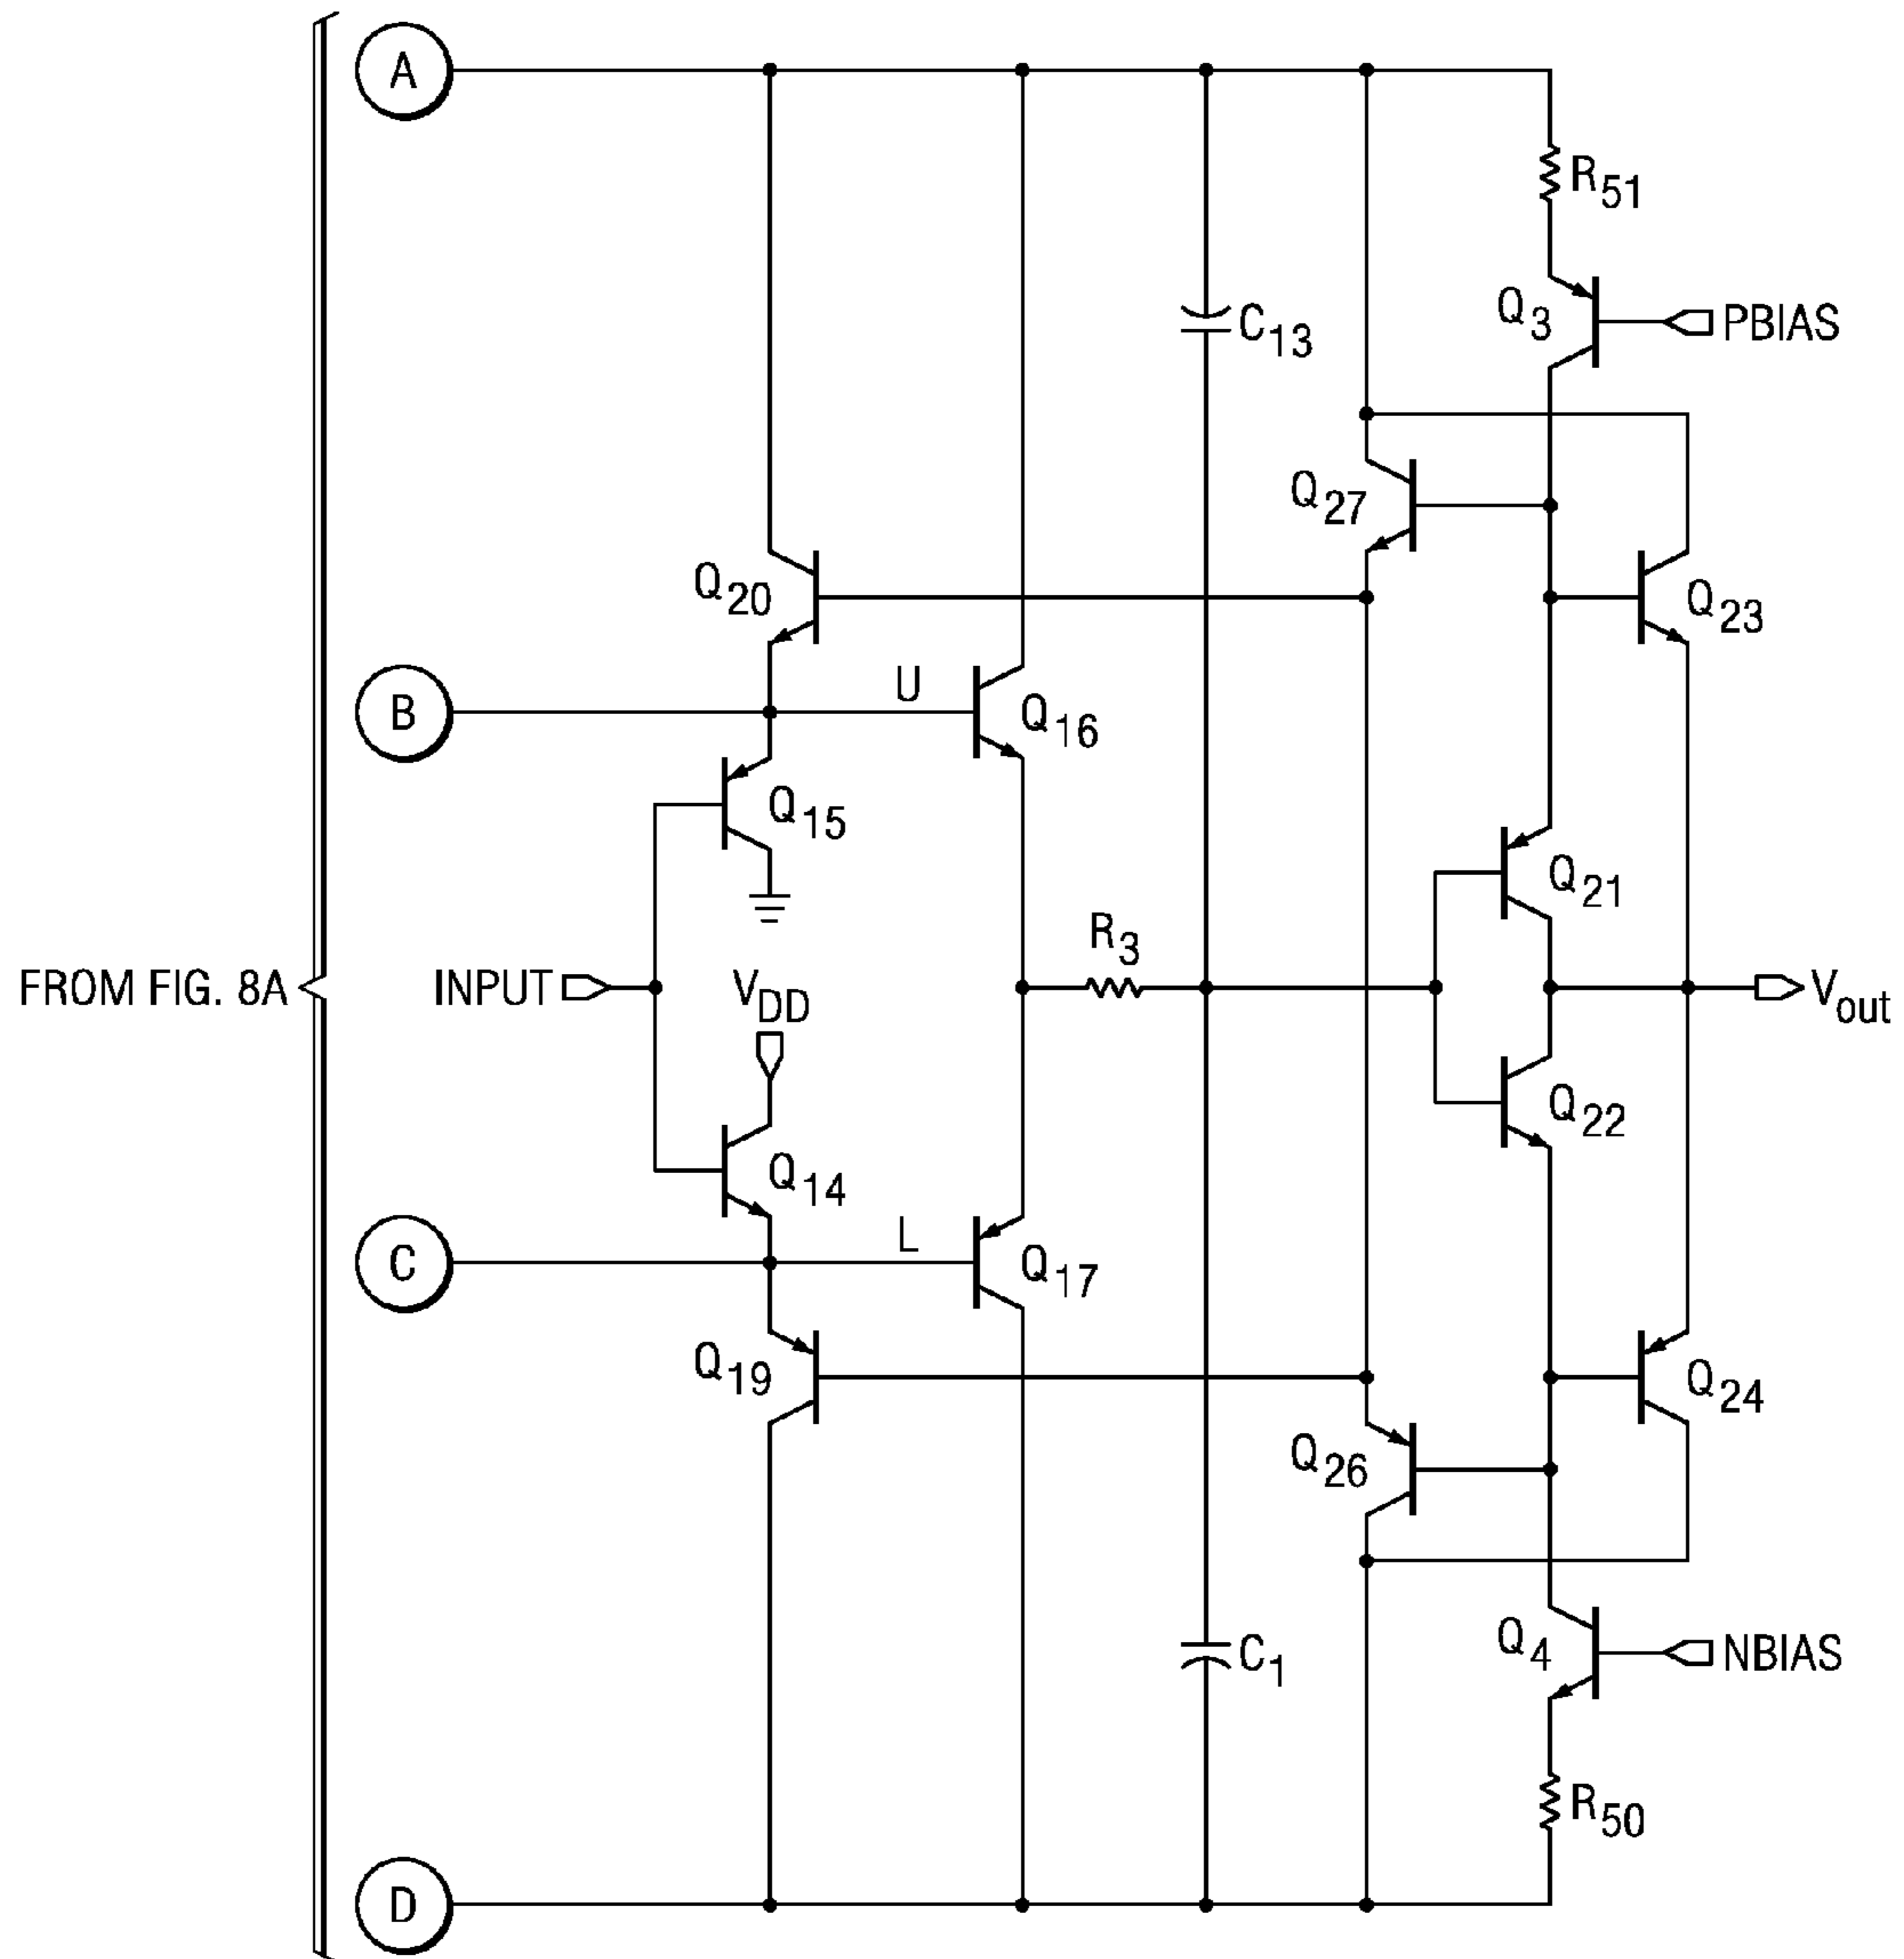 A
R51
Q3
PBIAS
C13
Q27
Q20
Q23
U
B
Q16
Q15
Q21
R3
FROM FIG. 8A
INPUT
VDD
Vout
Q22
Q14
L
C
Q17
Q19
Q24
Q26
Q4
NBIAS
C1
R50
D